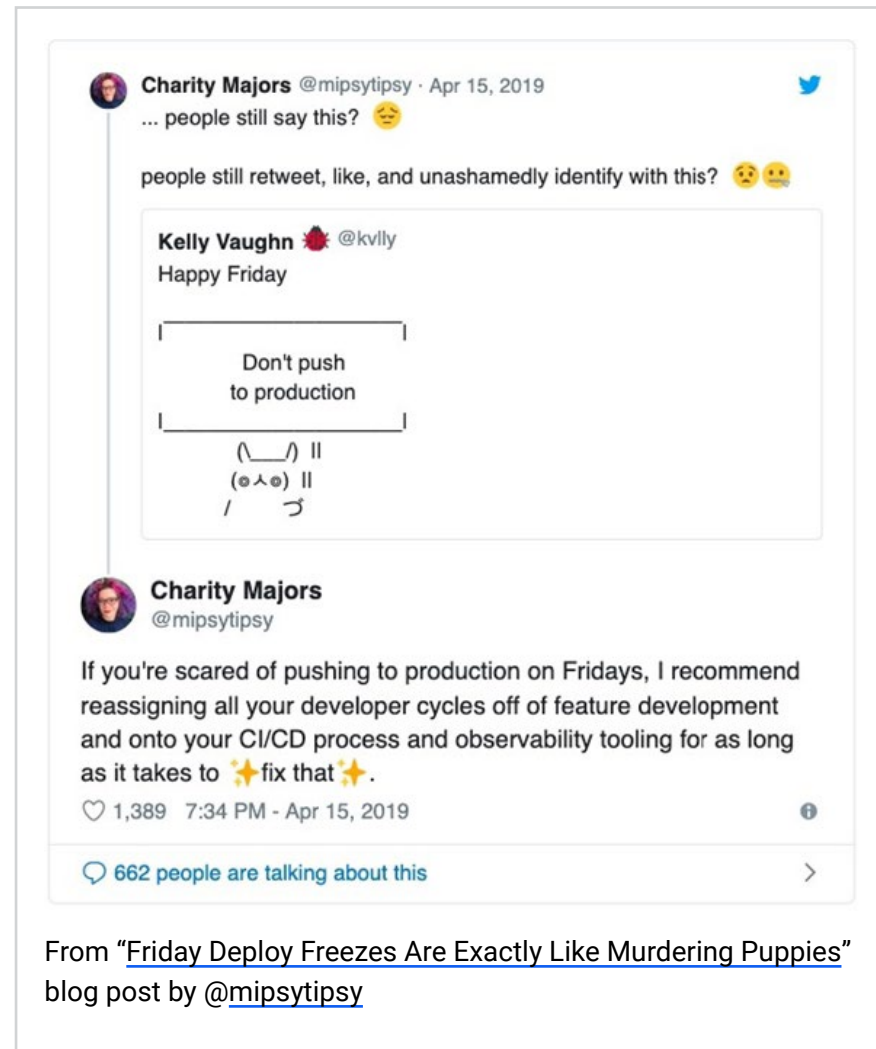 Charity Majors @mipsytipsy · Apr 15, 2019
... people still say this? 😔
people still retweet, like, and unashamedly identify with this? 😟🤐
Kelly Vaughn 🐞 @kvlly
Happy Friday
|￣￣￣￣￣￣￣￣￣￣￣|
Don't push
to production
|＿＿＿＿＿＿＿＿＿＿＿|
(\__/) ||
(๏ㅅ๏) ||
/ づ
Charity Majors
@mipsytipsy
If you're scared of pushing to production on Fridays, I recommend
reassigning all your developer cycles off of feature development
and onto your CI/CD process and observability tooling for as long
as it takes to ✨fix that✨.
♡ 1,389 7:34 PM - Apr 15, 2019
662 people are talking about this
From “Friday Deploy Freezes Are Exactly Like Murdering Puppies”
blog post by @mipsytipsy